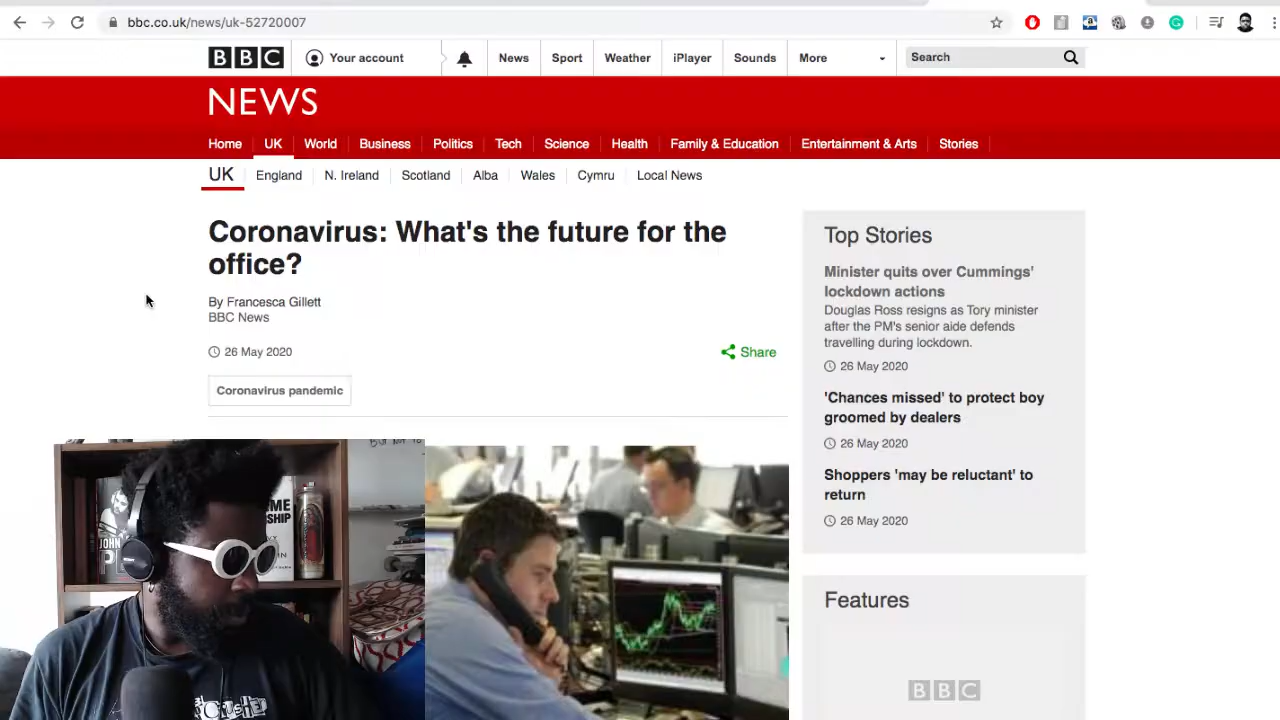 bbc.co.uk/news/uk-52720007
BBC
Your account
News
Sport
Weather
iPlayer
Sounds
More
Search
NEWS
Home
UK
World
Business
Politics
Tech
Science
Health
Family & Education
Entertainment & Arts
Stories
UK
England
N. Ireland
Scotland
Alba
Wales
Cymru
Local News
Coronavirus: What's the future for the
office?
By Francesca Gillett
BBC News
26 May 2020
Share
Coronavirus pandemic
Top Stories
Minister quits over Cummings'
lockdown actions
Douglas Ross resigns as Tory minister
after the PM's senior aide defends
travelling during lockdown.
26 May 2020
'Chances missed' to protect boy
groomed by dealers
26 May 2020
Shoppers 'may be reluctant' to
return
26 May 2020
Features
BBC
JOHN